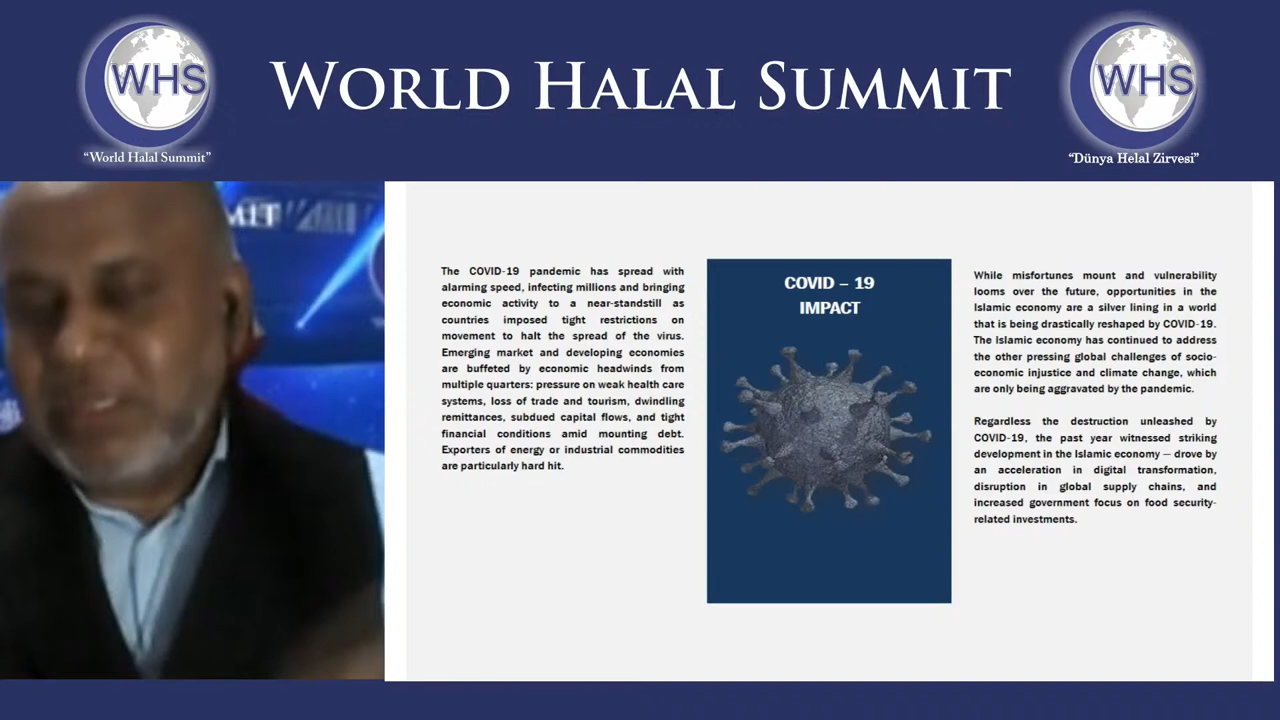 WHS
WORLD HALAL SUMMIT
WHS
“World Halal Summit”
“Dünya Helal Zirvesi”
The COVID-19 pandemic has spread with
alarming speed, infecting millions and bringing
economic activity to a near-standstill as
countries imposed tight restrictions on
movement to halt the spread of the virus.
Emerging market and developing economies
are buffeted by economic headwinds from
multiple quarters: pressure on weak health care
systems, loss of trade and tourism, dwindling
remittances, subdued capital flows, and tight
financial conditions amid mounting debt.
Exporters of energy or industrial commodities
are particularly hard hit.
COVID – 19
IMPACT
While misfortunes mount and vulnerability
looms over the future, opportunities in the
Islamic economy are a silver lining in a world
that is being drastically reshaped by COVID-19.
The Islamic economy has continued to address
the other pressing global challenges of socio-
economic injustice and climate change, which
are only being aggravated by the pandemic.
Regardless the destruction unleashed by
COVID-19, the past year witnessed striking
development in the Islamic economy — drove by
an acceleration in digital transformation,
disruption in global supply chains, and
increased government focus on food security-
related investments.